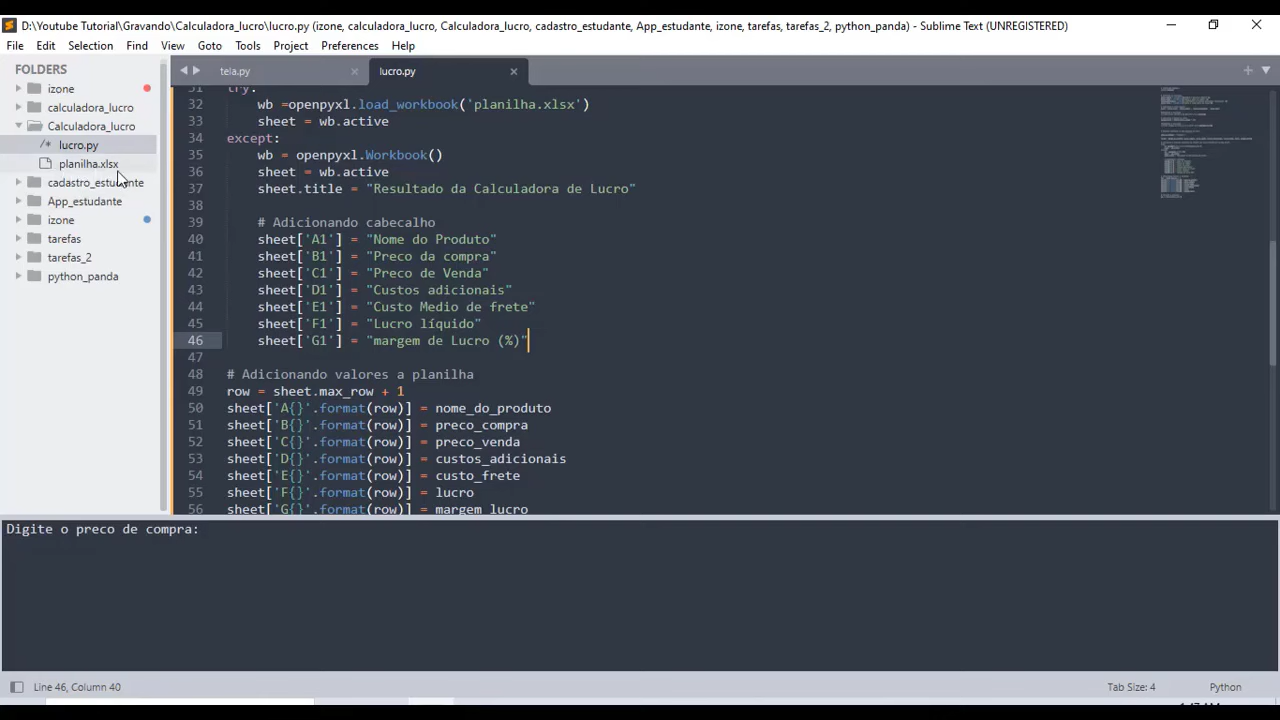 D:\Youtube Tutorial\Gravando\Calculadora_lucro\lucro.py (izone, calculadora_lucro, Calculadora_lucro, cadastro_estudante, App_estudante, izone, tarefas, tarefas_2, python_panda) - Sublime Text (UNREGISTERED)
File Edit Selection Find View Goto Tools Project Preferences Help
FOLDERS
izone
calculadora_lucro
Calculadora_lucro
/* lucro.py
planilha.xlsx
cadastro_estudante
App_estudante
izone
tarefas
tarefas_2
python_panda
tela.py
lucro.py
31 try:
32 wb =openpyxl.load_workbook('planilha.xlsx')
33 sheet = wb.active
34 except:
35 wb = openpyxl.Workbook()
36 sheet = wb.active
37 sheet.title = "Resultado da Calculadora de Lucro"
38
39 # Adicionando cabecalho
40 sheet['A1'] = "Nome do Produto"
41 sheet['B1'] = "Preco da compra"
42 sheet['C1'] = "Preco de Venda"
43 sheet['D1'] = "Custos adicionais"
44 sheet['E1'] = "Custo Medio de frete"
45 sheet['F1'] = "Lucro líquido"
46 sheet['G1'] = "margem de Lucro (%)"
47
48 # Adicionando valores a planilha
49 row = sheet.max_row + 1
50 sheet['A{}'.format(row)] = nome_do_produto
51 sheet['B{}'.format(row)] = preco_compra
52 sheet['C{}'.format(row)] = preco_venda
53 sheet['D{}'.format(row)] = custos_adicionais
54 sheet['E{}'.format(row)] = custo_frete
55 sheet['F{}'.format(row)] = lucro
56 sheet['G{}'.format(row)] = margem_lucro
Digite o preco de compra:
Line 46, Column 40
Tab Size: 4
Python